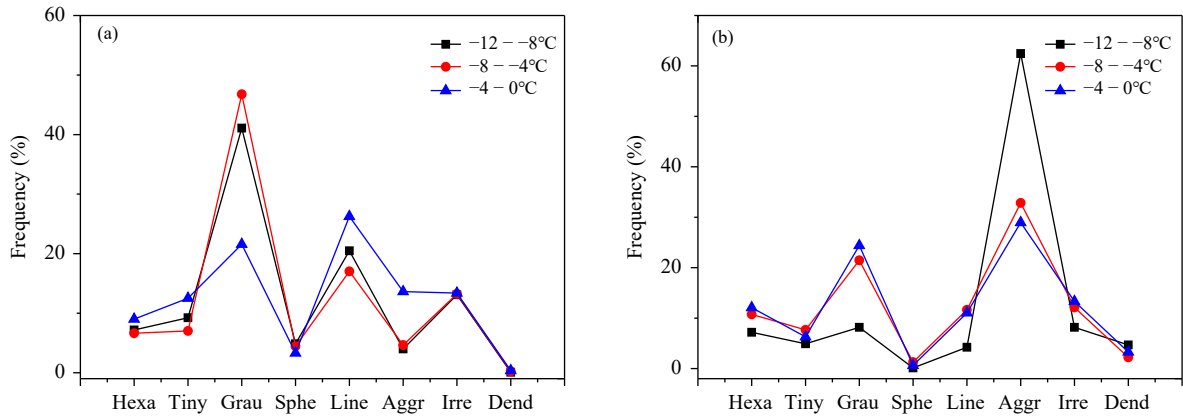 (a)
−12 − −8℃
−8 − −4℃
−4 − 0℃
Frequency (%)
60
40
20
0
Hexa Tiny Grau Sphe Line Aggr Irre Dend
(b)
−12 − −8℃
−8 − −4℃
−4 − 0℃
Frequency (%)
60
40
20
0
Hexa Tiny Grau Sphe Line Aggr Irre Dend